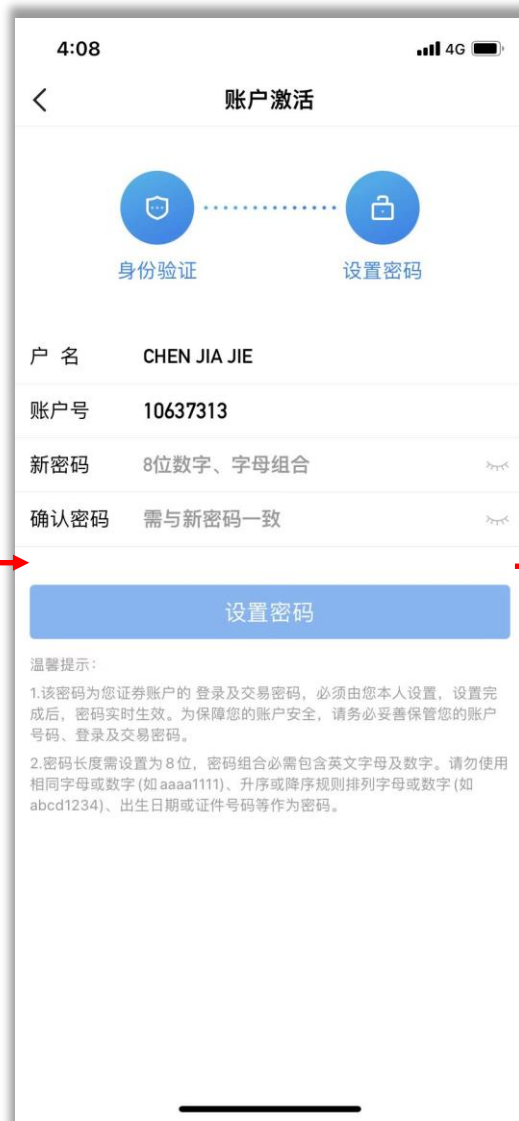 4:08 4G
账户激活
身份验证 设置密码
户 名 CHEN JIA JIE
账户号 10637313
新密码 8位数字、字母组合
确认密码 需与新密码一致
设置密码
温馨提示：
1.该密码为您证券账户的 登录及交易密码，必须由您本人设置，设置完
成后，密码实时生效。为保障您的账户安全，请务必妥善保管您的账户
号码、登录及交易密码。
2.密码长度需设置为８位，密码组合必需包含英文字母及数字。请勿使用
相同字母或数字 (如 aaaa1111)、升序或降序规则排列字母或数字 (如
abcd1234)、出生日期或证件号码等作为密码。